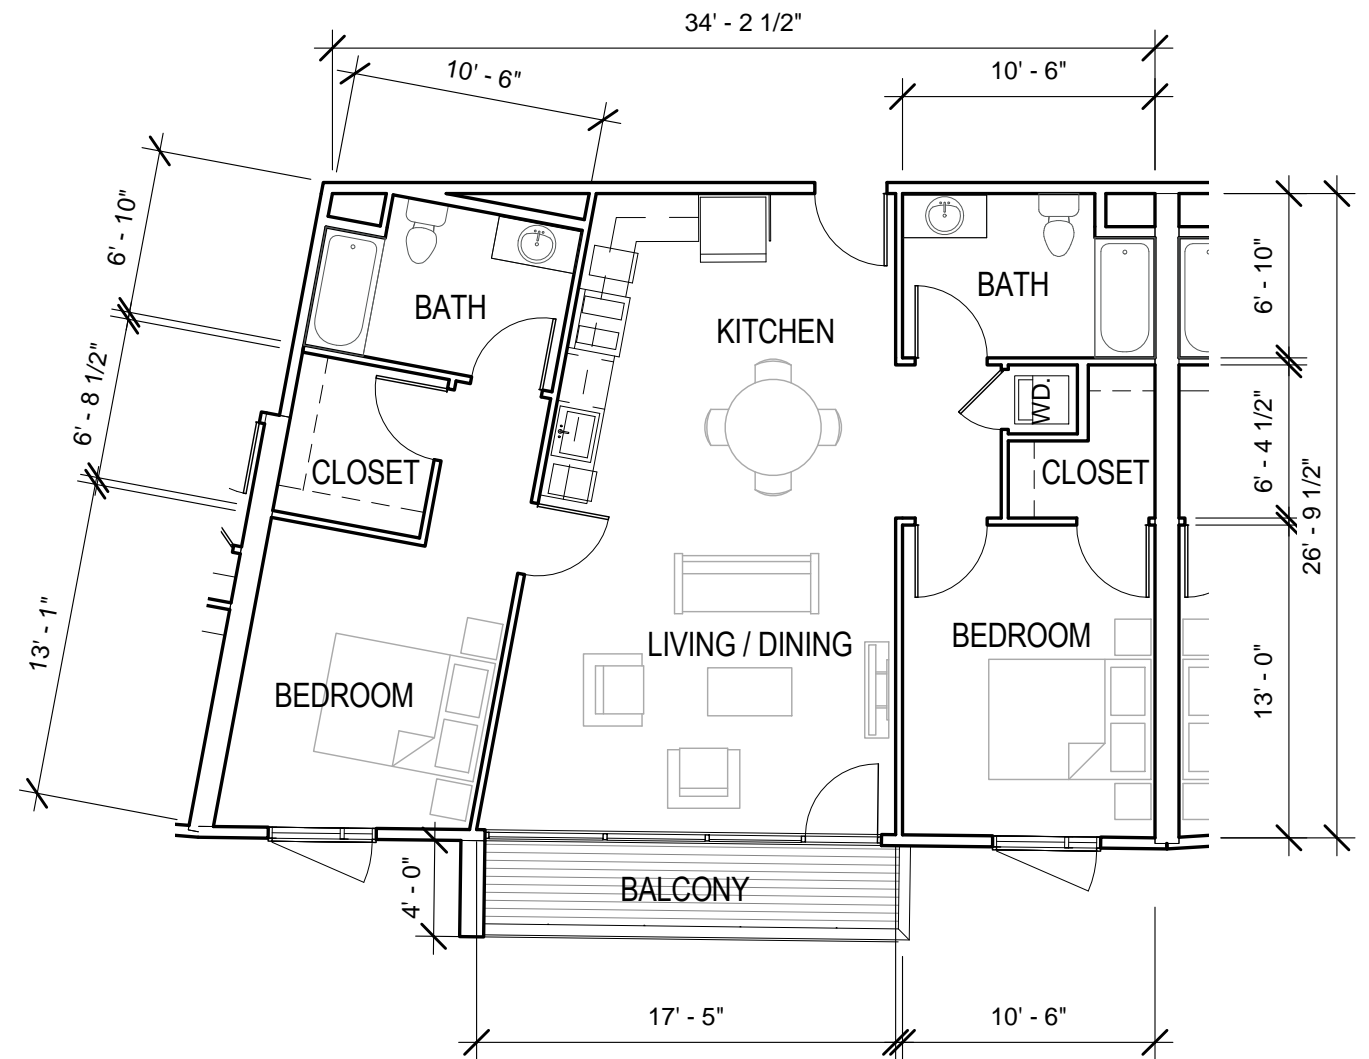 34' - 2 1/2"
10' - 6"
10' - 6"
6' - 10"
6' - 10"
BATH
BATH
KITCHEN
6' - 8 1/2"
WD.
6' - 4 1/2"
CLOSET
CLOSET
26' - 9 1/2"
13' - 1"
LIVING / DINING
BEDROOM
BEDROOM
13' - 0"
4' - 0"
BALCONY
17' - 5"
10' - 6"